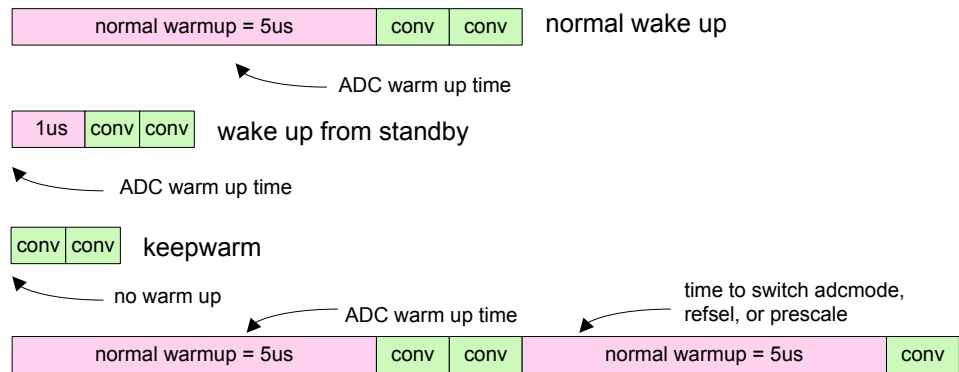 normal warmup = 5us conv conv normal wake up
ADC warm up time
1us conv conv wake up from standby
ADC warm up time
conv conv keepwarm
no warm up
ADC warm up time
time to switch adcmode,
refsel, or prescale
normal warmup = 5us conv conv normal warmup = 5us conv